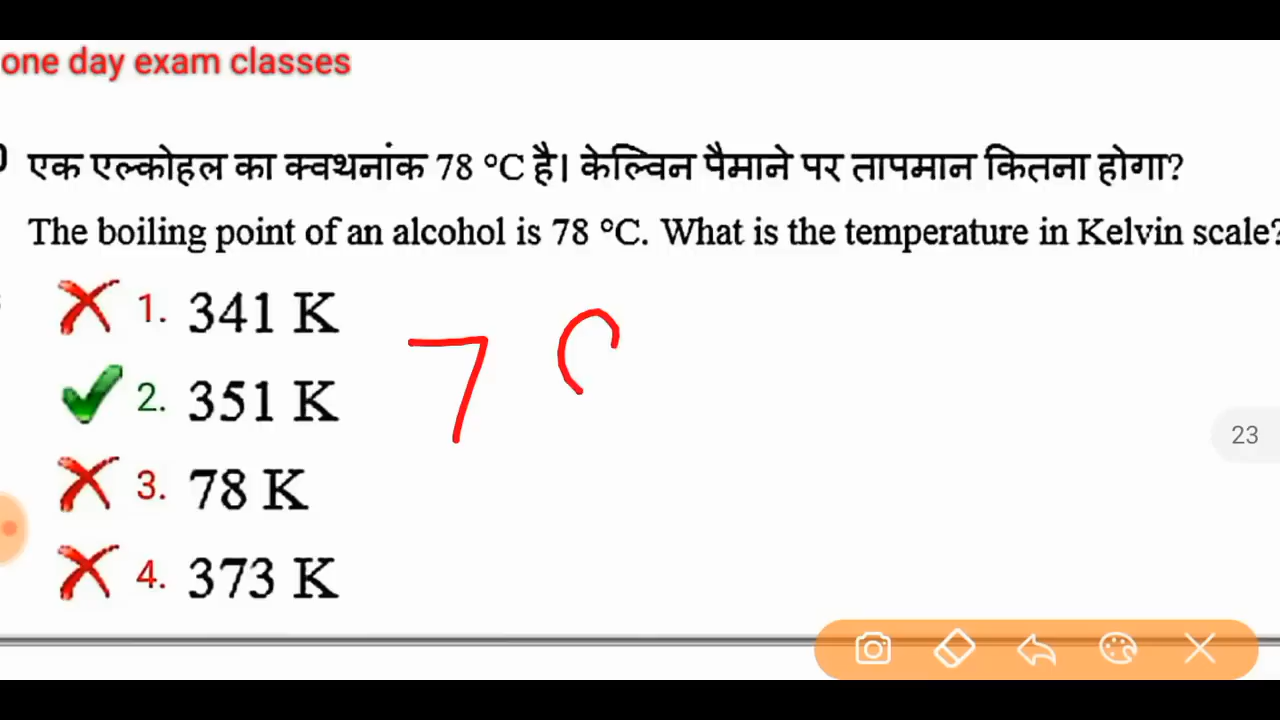 one day exam classes
एक एल्कोहल का क्वथनांक 78 °C है। केल्विन पैमाने पर तापमान कितना होगा?
The boiling point of an alcohol is 78 °C. What is the temperature in Kelvin scale?
1. 341 K
2. 351 K
3. 78 K
4. 373 K
7
23